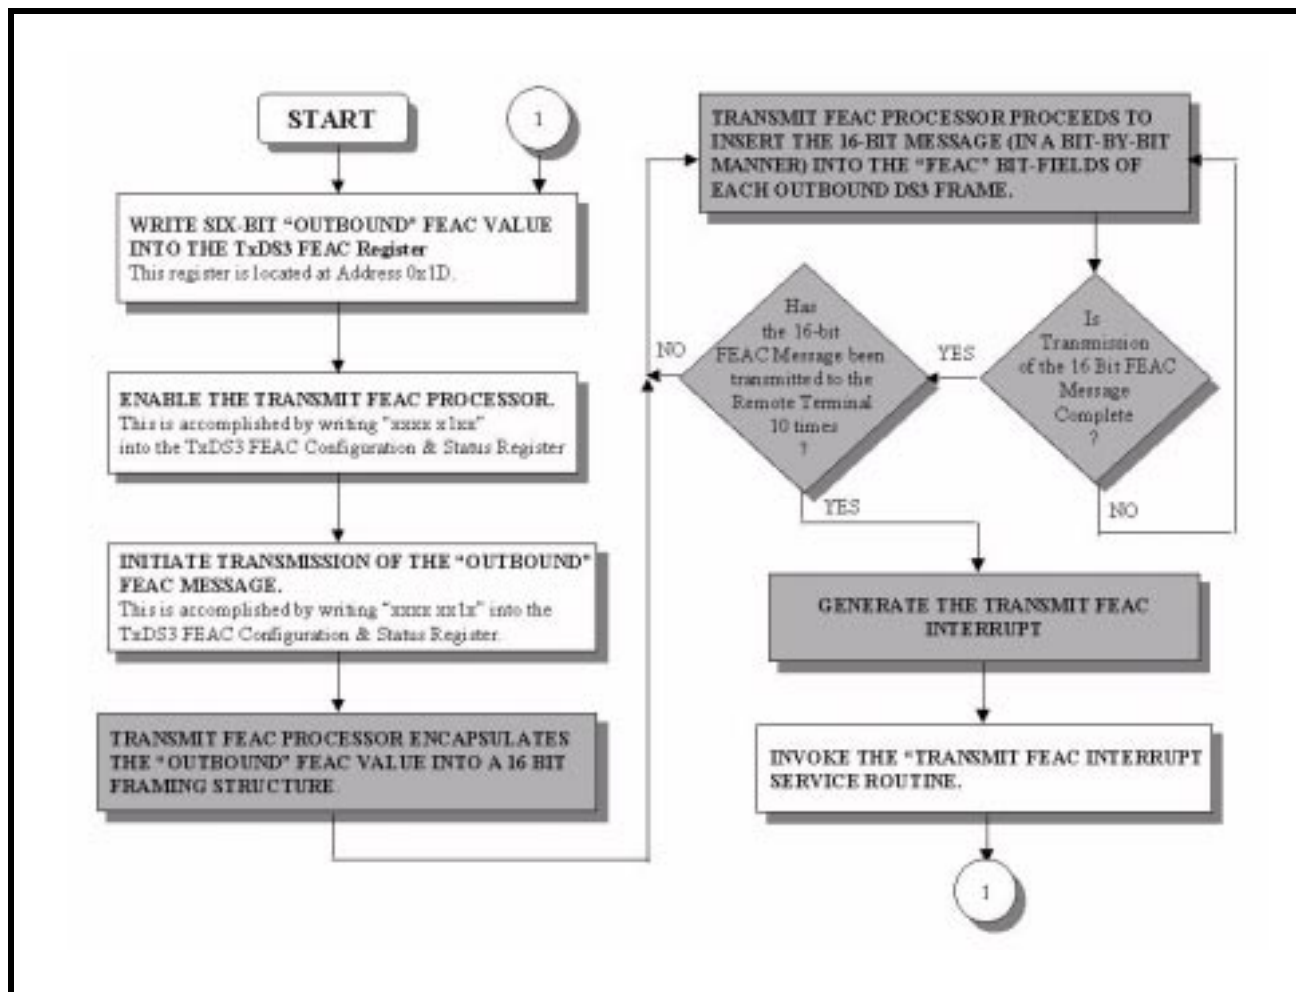 START
1
WRITE SIX-BIT “OUTBOUND” FEAC VALUE
INTO THE TxDS3 FEAC Register
This register is located at Address 0x1D.
ENABLE THE TRANSMIT FEAC PROCESSOR.
This is accomplished by writing “xxxx x1xx”
into the TxDS3 FEAC Configuration & Status Register
INITIATE TRANSMISSION OF THE “OUTBOUND”
FEAC MESSAGE.
This is accomplished by writing “xxxx xx1x” into the
TxDS3 FEAC Configuration & Status Register.
TRANSMIT FEAC PROCESSOR ENCAPSULATES
THE “OUTBOUND” FEAC VALUE INTO A 16 BIT
FRAMING STRUCTURE.
TRANSMIT FEAC PROCESSOR PROCEEDS TO
INSERT THE 16-BIT MESSAGE (IN A BIT-BY-BIT
MANNER) INTO THE “FEAC” BIT-FIELDS OF
EACH OUTBOUND DS3 FRAME.
Is
Transmission
of the 16 Bit FEAC
Message
Complete
?
NO
YES
Has
the 16-bit
FEAC Message been
transmitted to the
Remote Terminal
10 times
?
NO
YES
GENERATE THE TRANSMIT FEAC
INTERRUPT
INVOKE THE “TRANSMIT FEAC INTERRUPT
SERVICE ROUTINE.
1